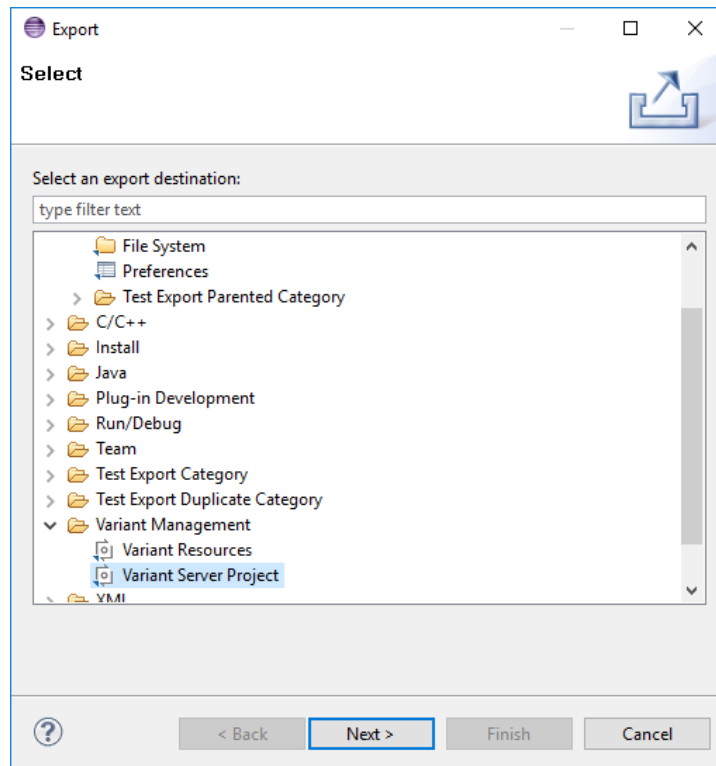 Export
Select
Select an export destination:
type filter text
File System
Preferences
Test Export Parented Category
C/C++
Install
Java
Plug-in Development
Run/Debug
Team
Test Export Category
Test Export Duplicate Category
Variant Management
Variant Resources
Variant Server Project
XML
< Back Next > Finish Cancel